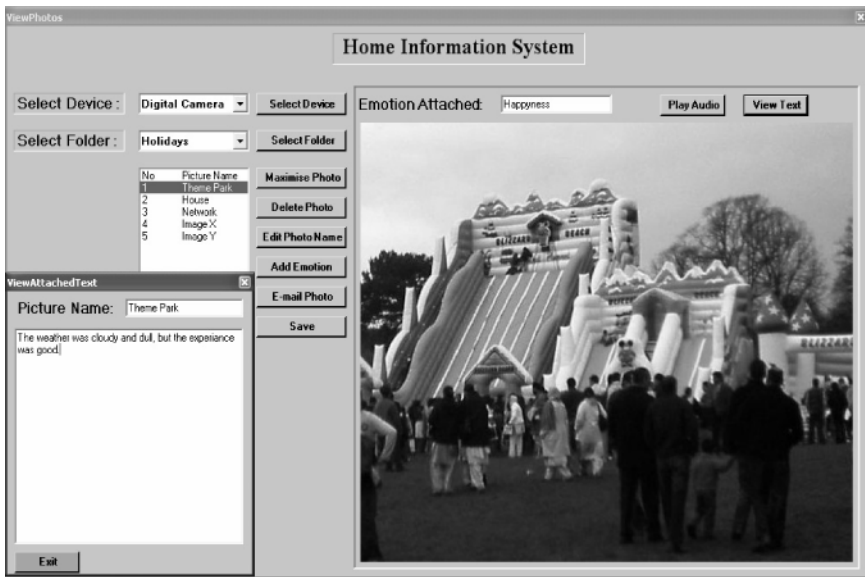 ViewPhotos
Home Information System
Select Device :
Digital Camera
Select Device
Select Folder :
Holidays
Select Folder
No Picture Name
1 Theme Park
2 House
3 Network
4 Image X
5 Image Y
Maximise Photo
Delete Photo
Edit Photo Name
Add Emotion
E-mail Photo
Save
Emotion Attached:
Happyness
Play Audio
View Text
BLIZZARD BEACH
BLIZZARD
ViewAttachedText
Picture Name:
Theme Park
The weather was cloudy and dull, but the experiance
was good.
Exit